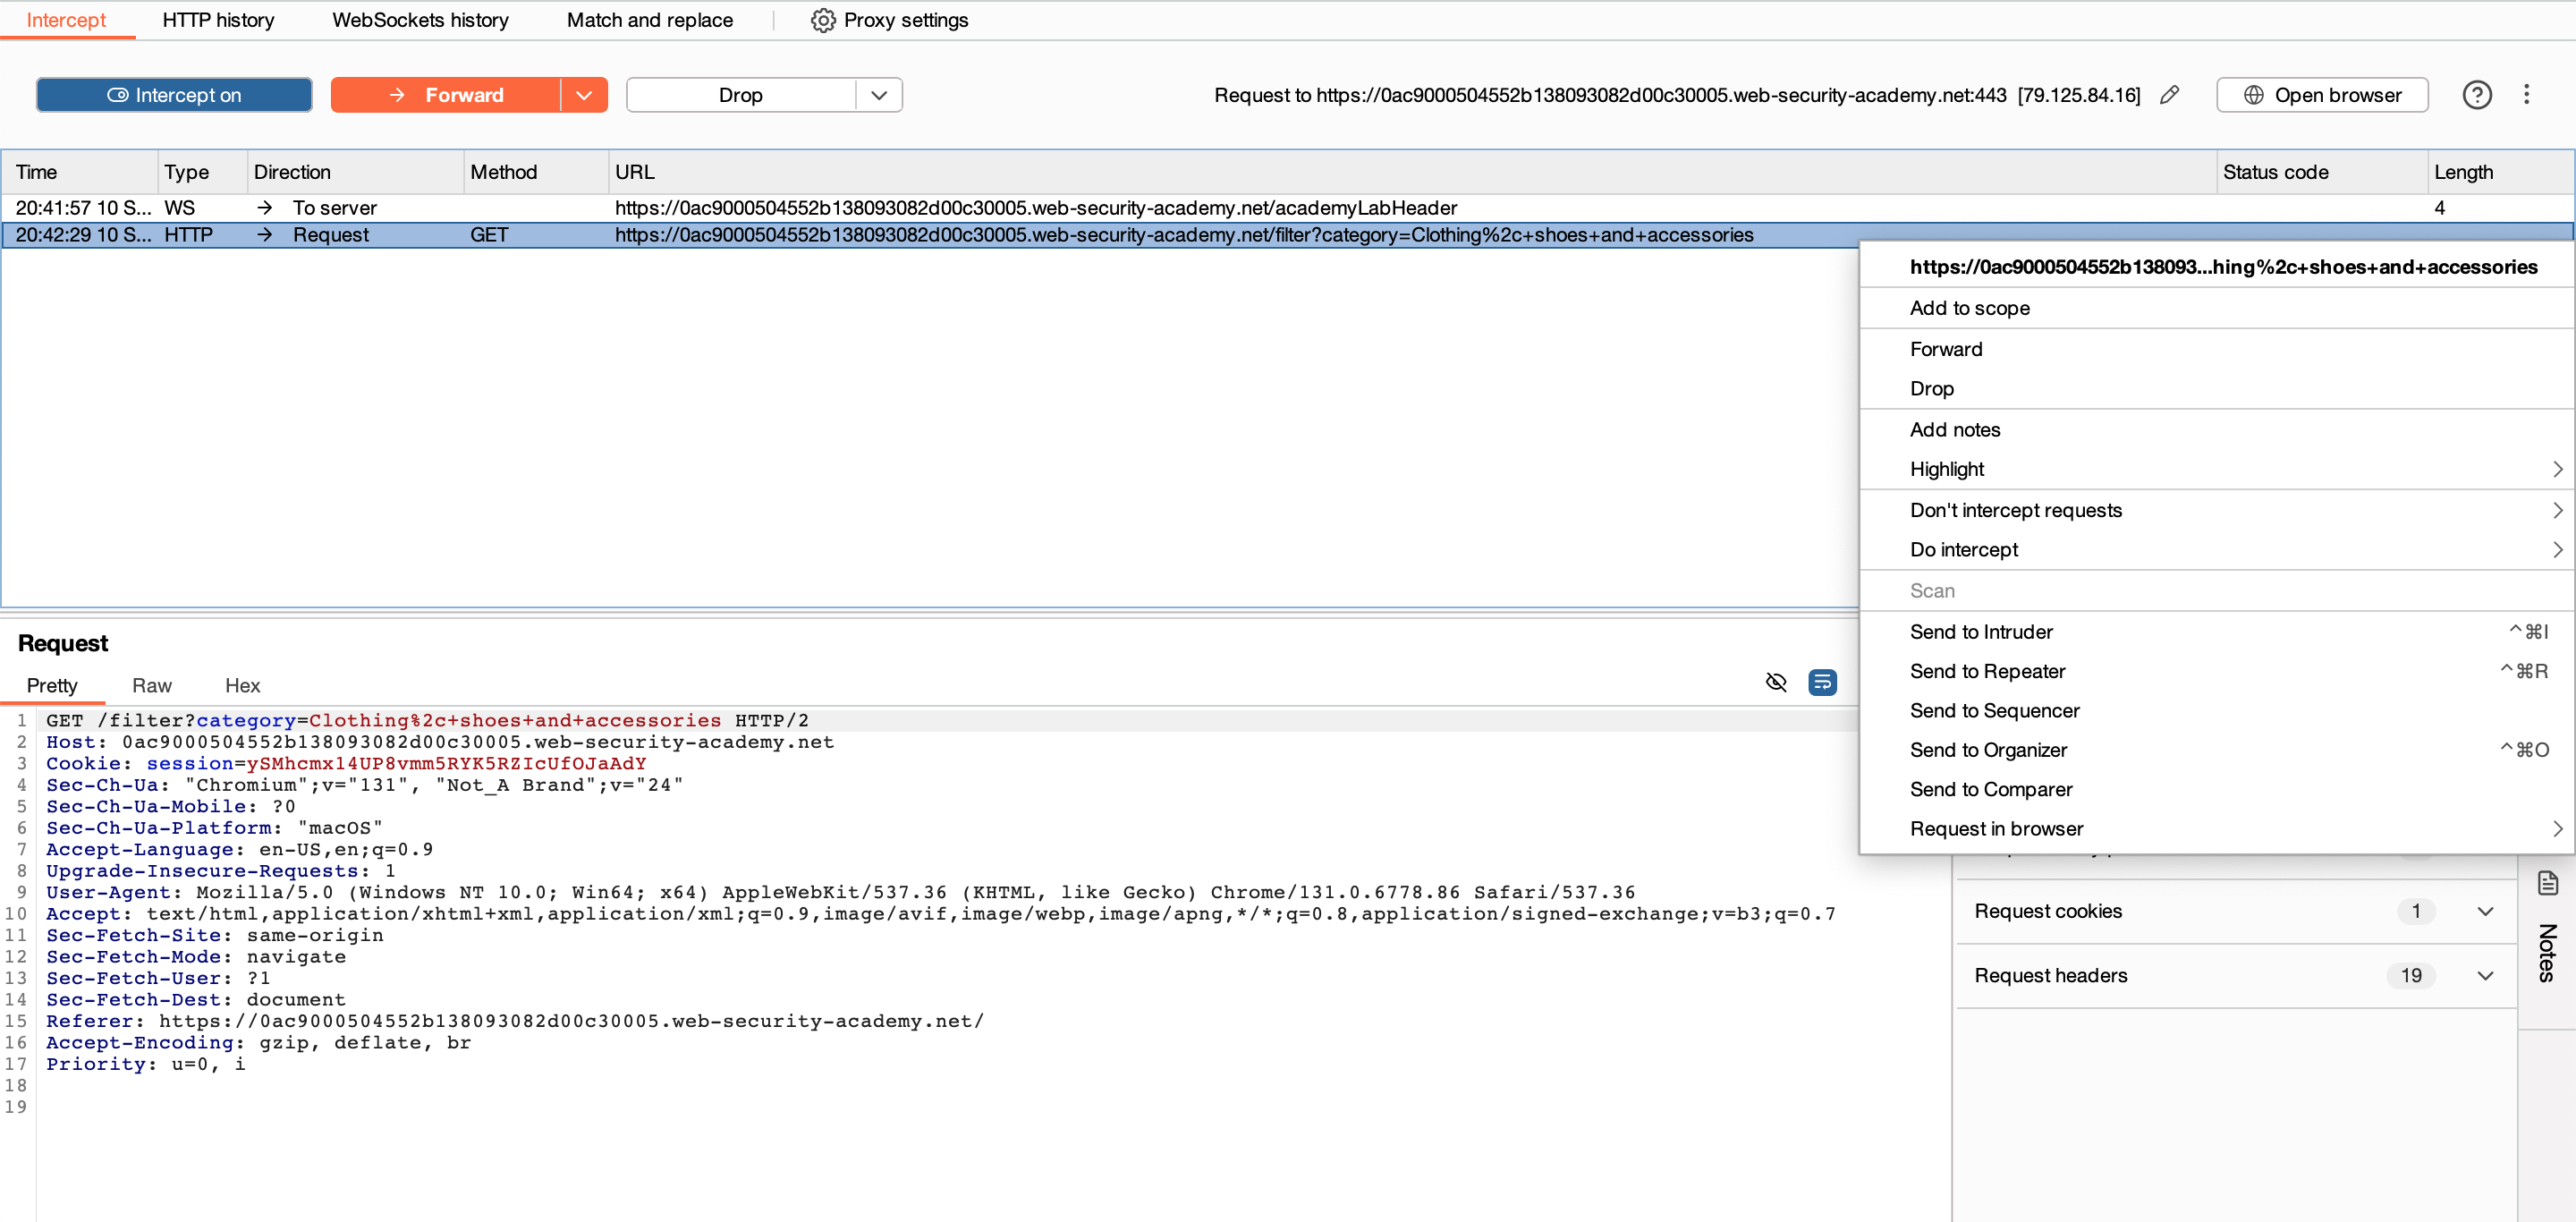 Intercept HTTP history WebSockets history Match and replace Proxy settings
Intercept on Forward Drop Request to https://0ac9000504552b138093082d00c30005.web-security-academy.net:443 [79.125.84.16] Open browser
Time Type Direction Method URL Status code Length
20:41:57 10 S... WS → To server https://0ac9000504552b138093082d00c30005.web-security-academy.net/academyLabHeader 4
20:42:29 10 S... HTTP → Request GET https://0ac9000504552b138093082d00c30005.web-security-academy.net/filter?category=Clothing%2c+shoes+and+accessories
https://0ac9000504552b138093...hing%2c+shoes+and+accessories
Add to scope
Forward
Drop
Add notes
Highlight
Don't intercept requests
Do intercept
Scan
Send to Intruder ^⌘I
Send to Repeater ^⌘R
Send to Sequencer
Send to Organizer ^⌘O
Send to Comparer
Request in browser
Request
Pretty Raw Hex
1 GET /filter?category=Clothing%2c+shoes+and+accessories HTTP/2
2 Host: 0ac9000504552b138093082d00c30005.web-security-academy.net
3 Cookie: session=ySMhcmx14UP8vmm5RYK5RZIcUfOJaAdY
4 Sec-Ch-Ua: "Chromium";v="131", "Not_A Brand";v="24"
5 Sec-Ch-Ua-Mobile: ?0
6 Sec-Ch-Ua-Platform: "macOS"
7 Accept-Language: en-US,en;q=0.9
8 Upgrade-Insecure-Requests: 1
9 User-Agent: Mozilla/5.0 (Windows NT 10.0; Win64; x64) AppleWebKit/537.36 (KHTML, like Gecko) Chrome/131.0.6778.86 Safari/537.36
10 Accept: text/html,application/xhtml+xml,application/xml;q=0.9,image/avif,image/webp,image/apng,*/*;q=0.8,application/signed-exchange;v=b3;q=0.7
11 Sec-Fetch-Site: same-origin
12 Sec-Fetch-Mode: navigate
13 Sec-Fetch-User: ?1
14 Sec-Fetch-Dest: document
15 Referer: https://0ac9000504552b138093082d00c30005.web-security-academy.net/
16 Accept-Encoding: gzip, deflate, br
17 Priority: u=0, i
18
19
Request cookies 1
Request headers 19
Notes